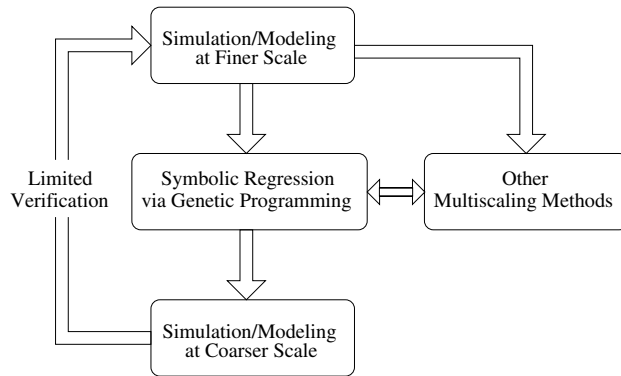 Simulation/Modeling
at Finer Scale
Limited
Verification
Symbolic Regression
via Genetic Programming
Other
Multiscaling Methods
Simulation/Modeling
at Coarser Scale